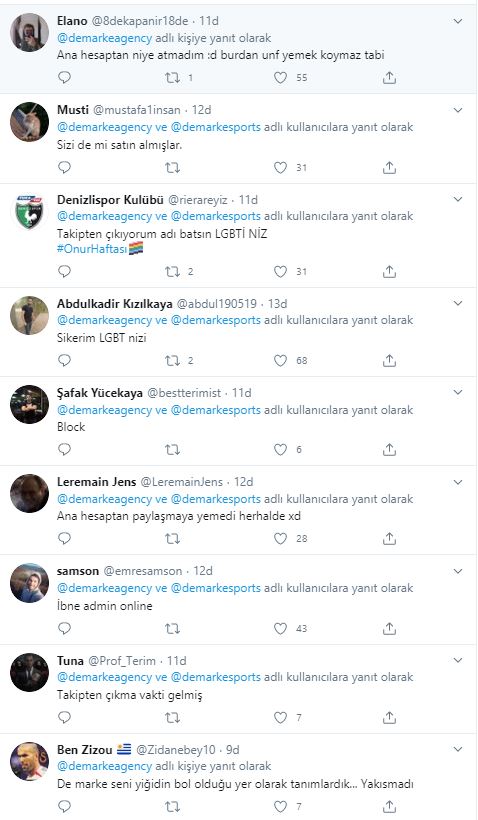 Elano @8dekapanir18de · 11d
@demarkeagency adlı kişiye yanıt olarak
Ana hesaptan niye atmadım :d burdan unf yemek koymaz tabi
1 55
Musti @mustafa1insan · 12d
@demarkeagency ve @demarkesports adlı kullanıcılara yanıt olarak
Sizi de mi satın almışlar.
31
Denizlispor Kulübü @rierareyiz · 11d
@demarkeagency ve @demarkesports adlı kullanıcılara yanıt olarak
Takipten çıkıyorum adı batsın LGBTİ NİZ
#OnurHaftası
2 31
Abdulkadir Kızılkaya @abdul190519 · 13d
@demarkeagency ve @demarkesports adlı kullanıcılara yanıt olarak
Sikerim LGBT nizi
2 68
Şafak Yücekaya @bestterimist · 11d
@demarkeagency ve @demarkesports adlı kullanıcılara yanıt olarak
Block
6
Leremain Jens @LeremainJens · 12d
@demarkeagency ve @demarkesports adlı kullanıcılara yanıt olarak
Ana hesaptan paylaşmaya yemedi herhalde xd
28
samson @emresamson · 12d
@demarkeagency ve @demarkesports adlı kullanıcılara yanıt olarak
İbne admin online
43
Tuna @Prof_Terim · 11d
@demarkeagency ve @demarkesports adlı kullanıcılara yanıt olarak
Takipten çıkma vakti gelmiş
7
Ben Zizou @Zidanebey10 · 9d
@demarkeagency adlı kişiye yanıt olarak
De marke seni yiğidin bol olduğu yer olarak tanımlardık... Yakısmadı
7